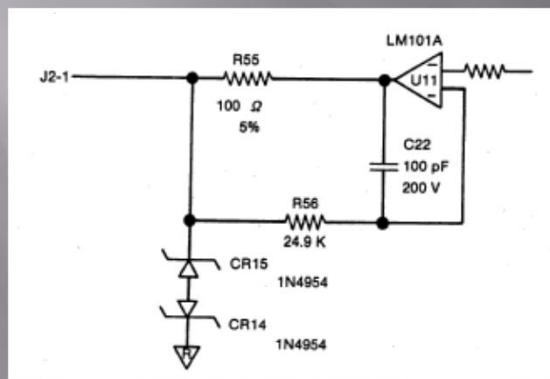 LM101A
R55
J2-1
U11
100 Ω
5%
C22
100 pF
200 V
R56
24.9 K
CR15
1N4954
CR14
1N4954
R